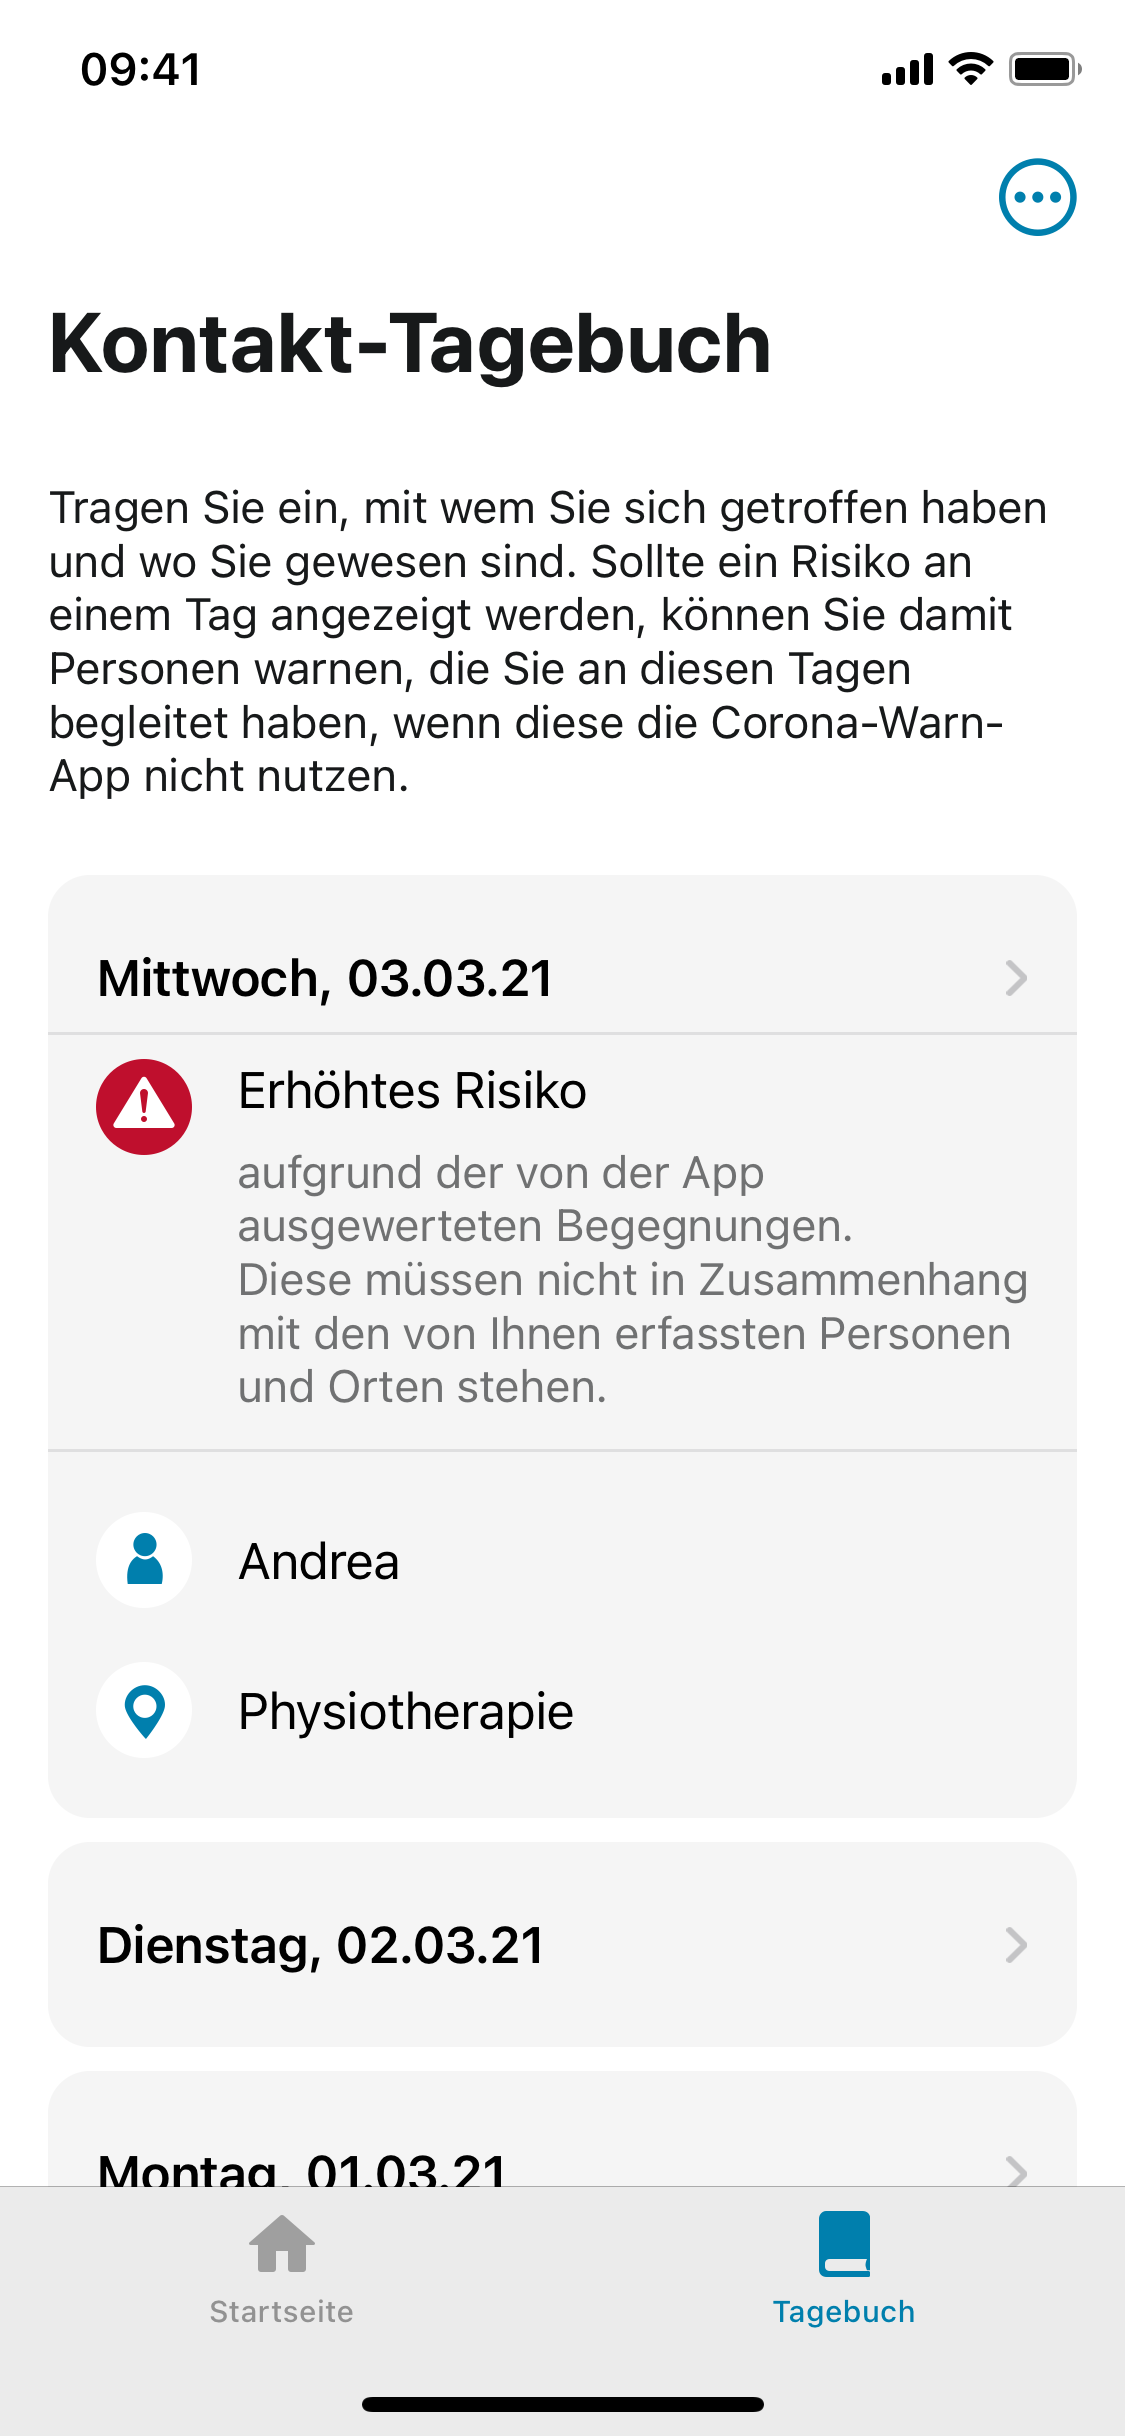 09:41
Kontakt-Tagebuch
Tragen Sie ein, mit wem Sie sich getroffen haben
und wo Sie gewesen sind. Sollte ein Risiko an
einem Tag angezeigt werden, können Sie damit
Personen warnen, die Sie an diesen Tagen
begleitet haben, wenn diese die Corona-Warn-
App nicht nutzen.
Mittwoch, 03.03.21
Erhöhtes Risiko
aufgrund der von der App
ausgewerteten Begegnungen.
Diese müssen nicht in Zusammenhang
mit den von Ihnen erfassten Personen
und Orten stehen.
Andrea
Physiotherapie
Dienstag, 02.03.21
Montag, 01.03.21
Startseite
Tagebuch